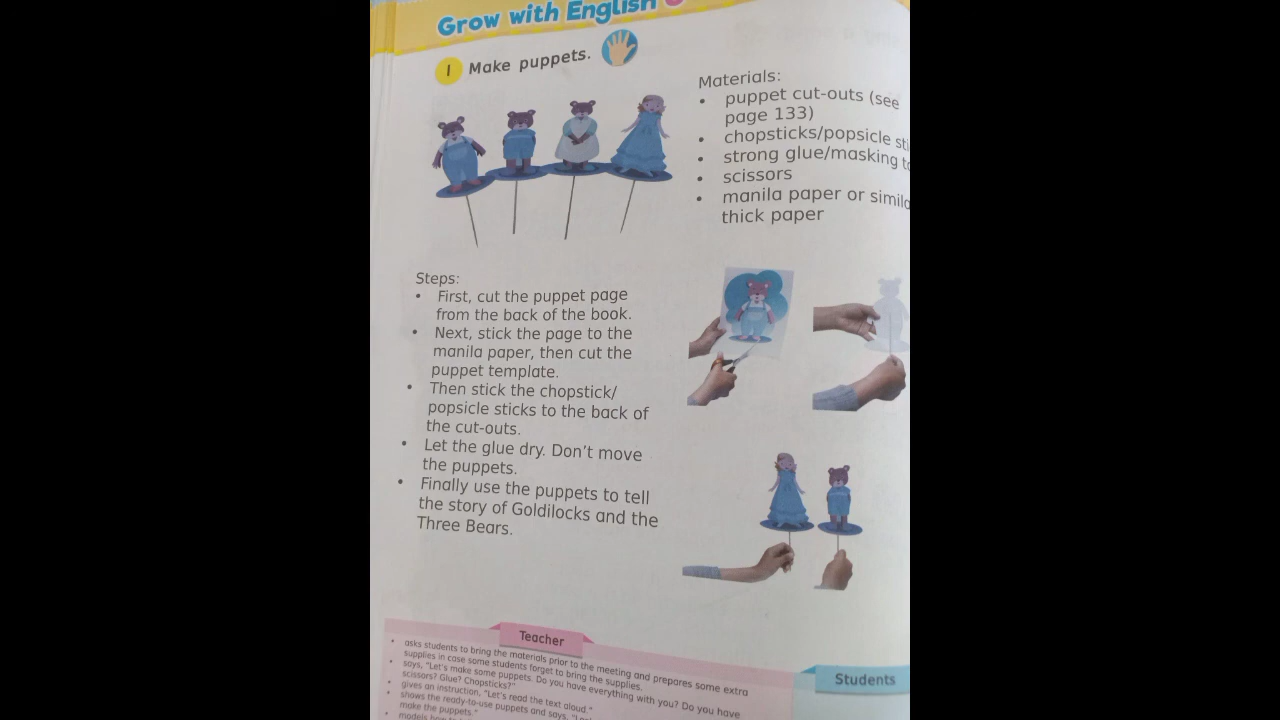 Grow with English
1 Make puppets.
Materials:
• puppet cut-outs (see
page 133)
• chopsticks/popsicle
• strong glue/masking
• scissors
• manila paper or
thick paper
Steps:
• First, cut the puppet page
from the back of the book.
• Next, stick the page to the
manila paper, then cut the
puppet template.
• Then stick the chopstick/
popsicle sticks to the back of
the cut-outs.
• Let the glue dry. Don't move
the puppets.
• Finally use the puppets to tell
the story of Goldilocks and the
Three Bears.
Teacher
• asks students to bring the materials prior to the meeting and prepares some extra
supplies in case some students forget to bring the supplies.
• says, "Let's make some puppets. Do you have everything with you? Do you have
scissors? Glue? Chopsticks?"
• gives an instruction, "Let's read the text aloud."
• shows the ready-to-use puppets and says,
make the puppets."
• models
Students